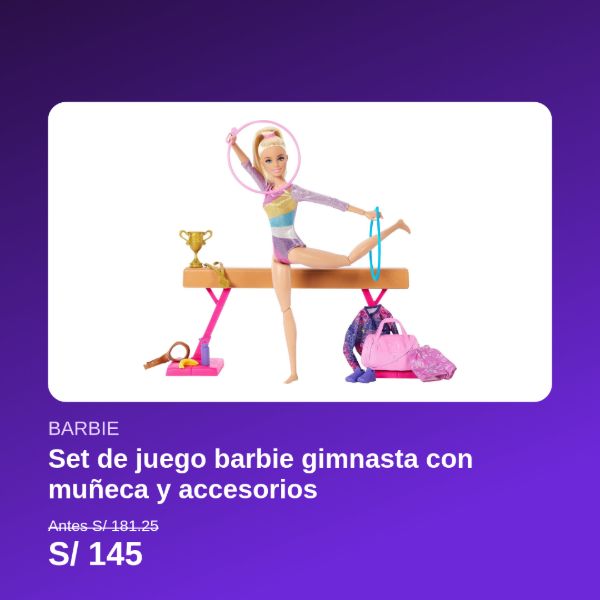 BARBIE
Set de juego barbie gimnasta con
muñeca y accesorios
Antes S/ 181.25
S/ 145